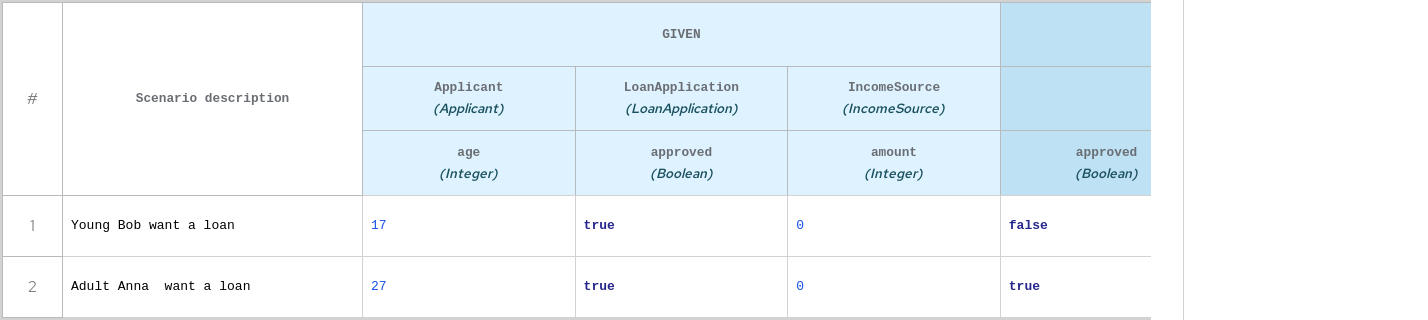 GIVEN
# Scenario description
Applicant LoanApplication IncomeSource
(Applicant) (LoanApplication) (IncomeSource)
age approved amount approved
(Integer) (Boolean) (Integer) (Boolean)
1 Young Bob want a loan 17 true 0 false
2 Adult Anna  want a loan 27 true 0 true